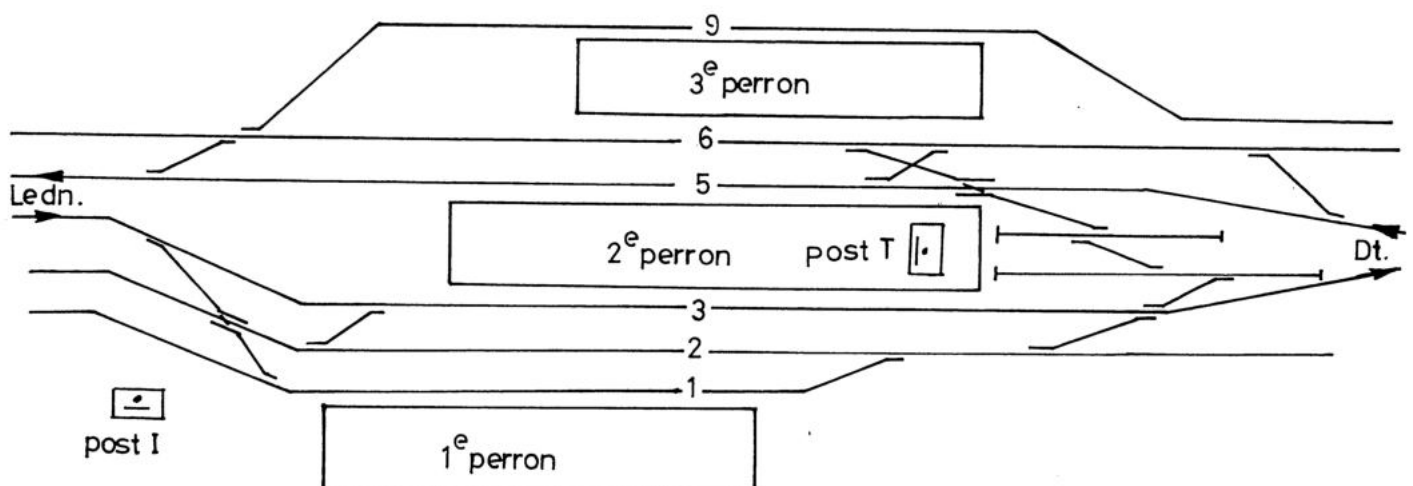 9
3e perron
6
5
Ledn.
2e perron
post T
Dt.
3
2
1
post I
1e perron